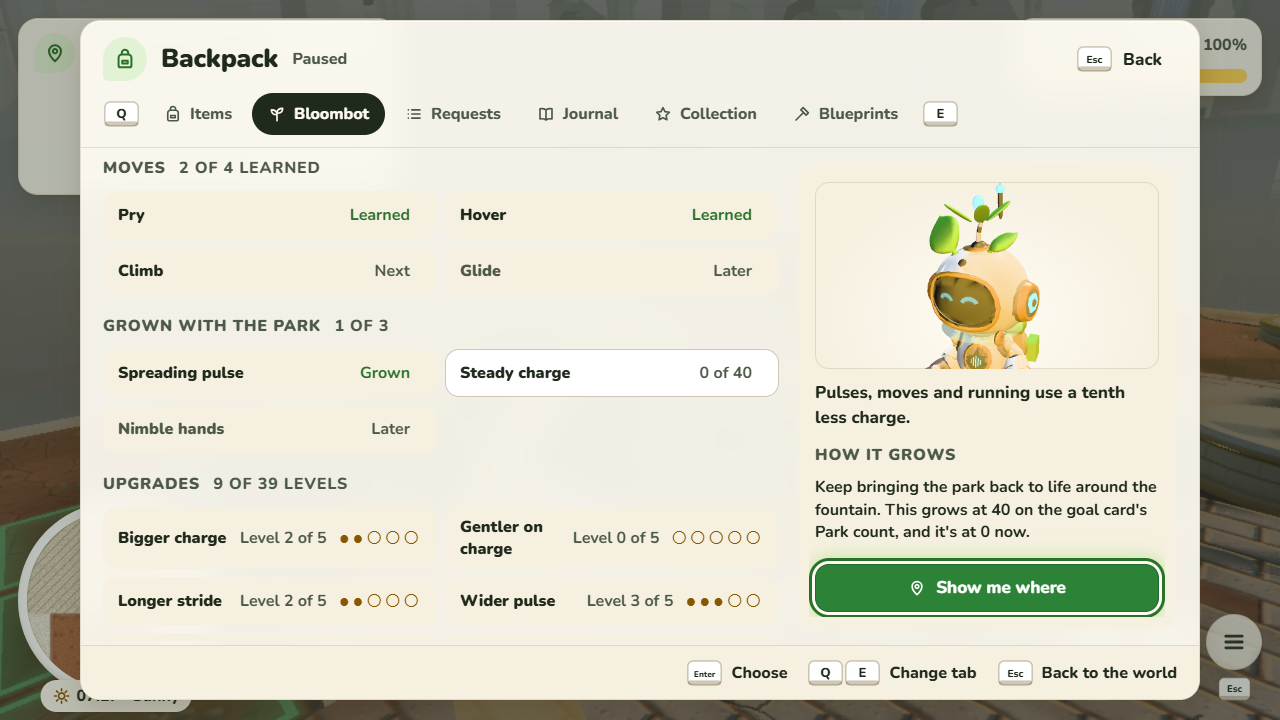 Backpack Paused
Esc Back
100%
Q Items Bloombot Requests Journal Collection Blueprints E
MOVES 2 OF 4 LEARNED
Pry Learned
Hover Learned
Climb Next
Glide Later
GROWN WITH THE PARK 1 OF 3
Spreading pulse Grown
Steady charge 0 of 40
Nimble hands Later
UPGRADES 9 OF 39 LEVELS
Bigger charge Level 2 of 5
Gentler on
charge Level 0 of 5
Longer stride Level 2 of 5
Wider pulse Level 3 of 5
Pulses, moves and running use a tenth
less charge.
HOW IT GROWS
Keep bringing the park back to life around the
fountain. This grows at 40 on the goal card's
Park count, and it's at 0 now.
Show me where
Enter Choose Q E Change tab Esc Back to the world
Esc